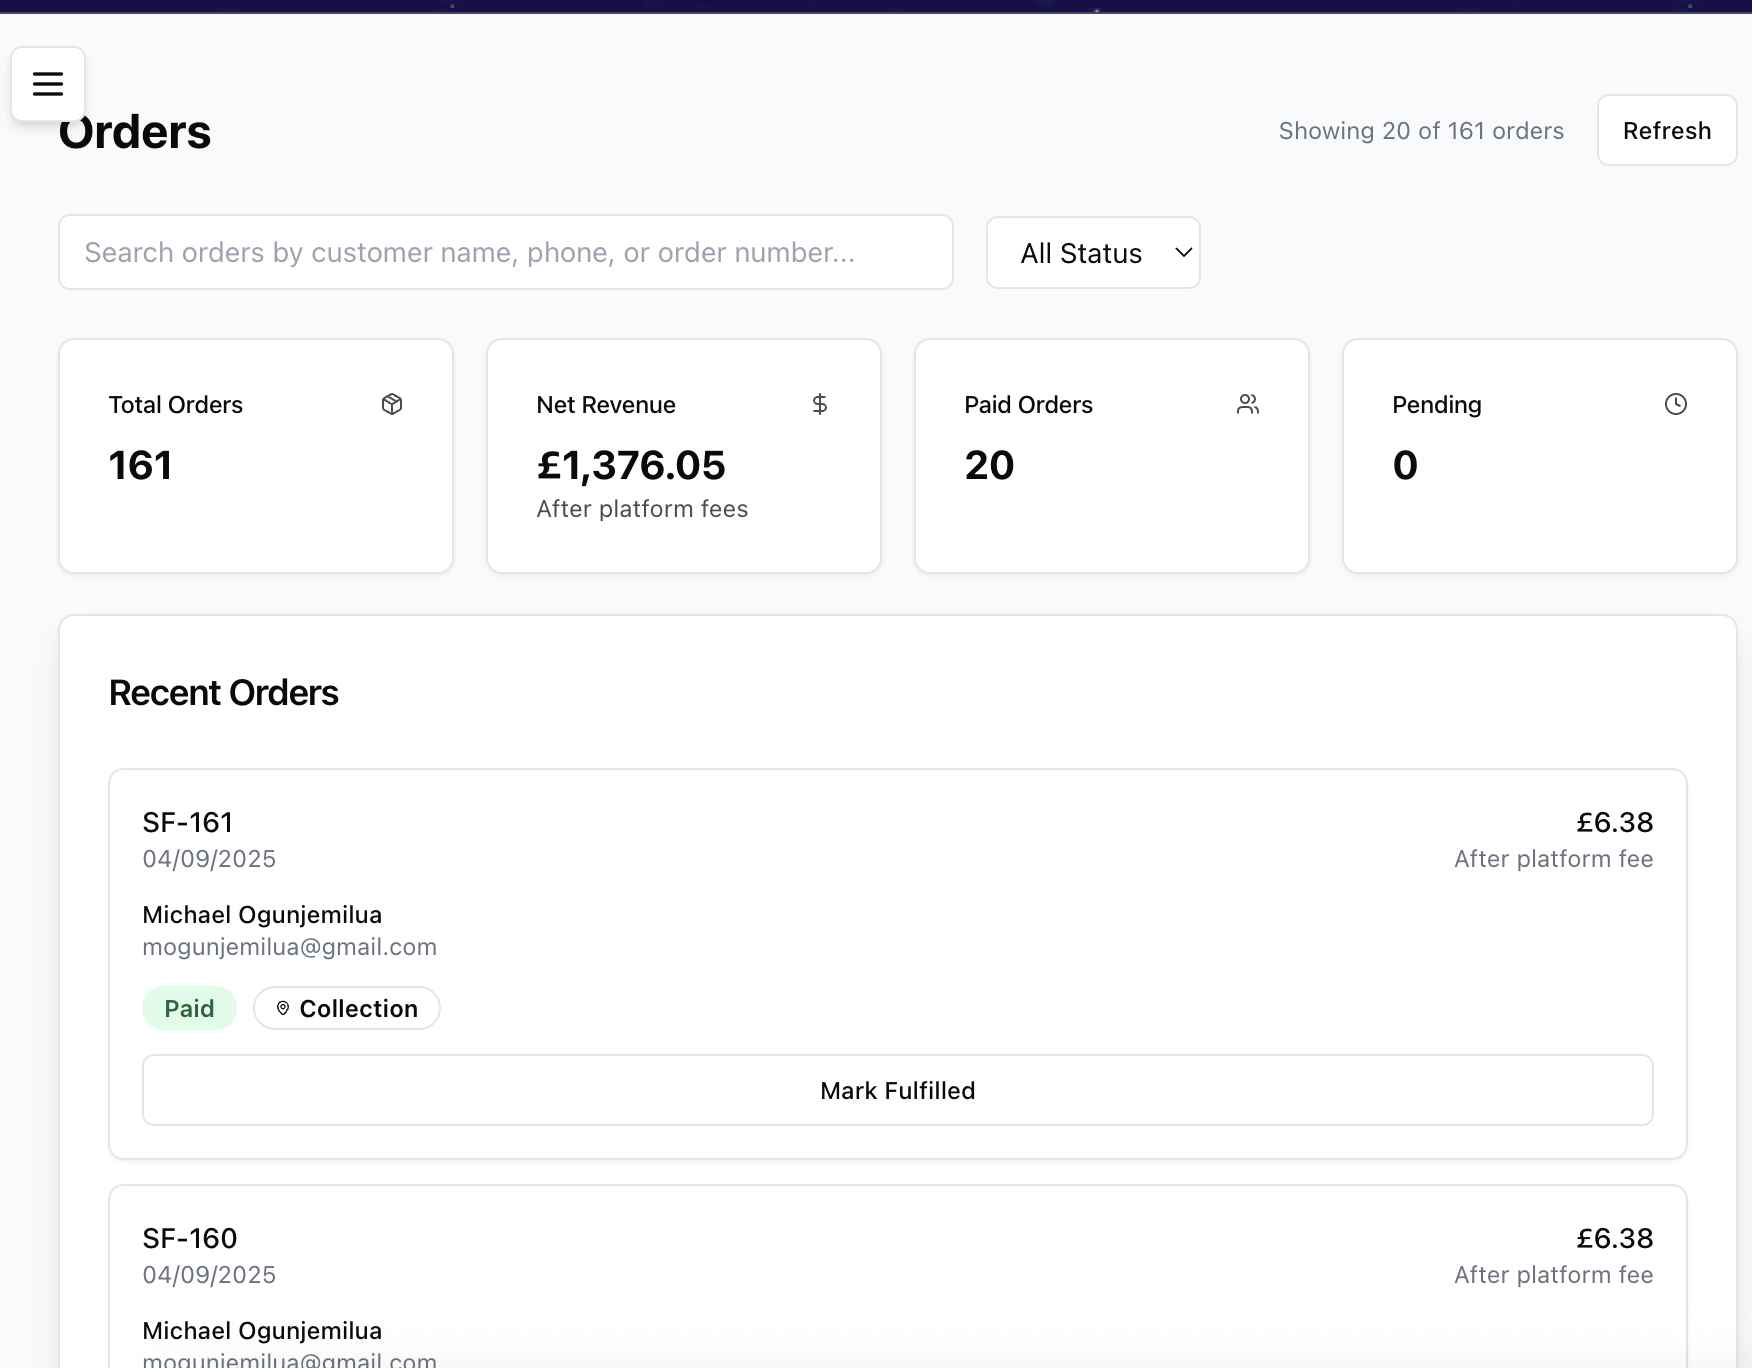 Orders
Showing 20 of 161 orders
Refresh
Search orders by customer name, phone, or order number...
All Status
Total Orders
161
Net Revenue
£1,376.05
After platform fees
Paid Orders
20
Pending
0
Recent Orders
SF-161
£6.38
04/09/2025
After platform fee
Michael Ogunjemilua
mogunjemilua@gmail.com
Paid
Collection
Mark Fulfilled
SF-160
£6.38
04/09/2025
After platform fee
Michael Ogunjemilua
mogunjemilua@gmail.com